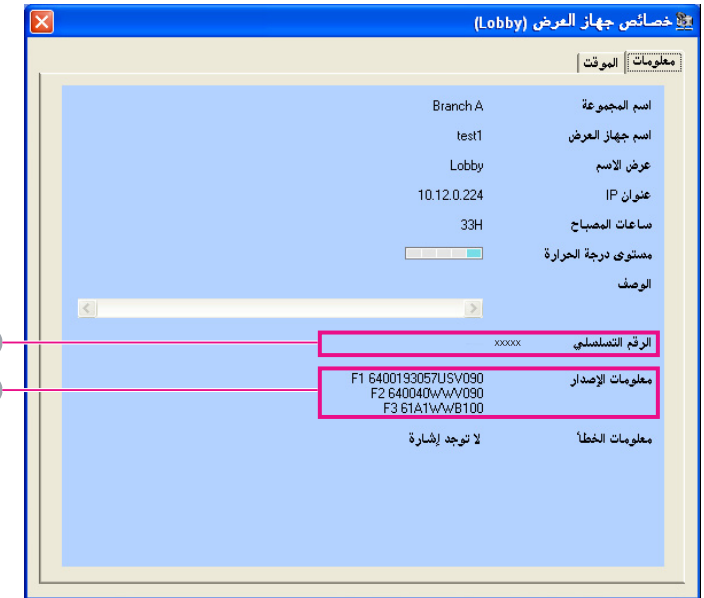 خصائص جهاز العرض (Lobby)
معلومات
الموقت
اسم المجموعة Branch A
اسم جهاز العرض test1
عرض الاسم Lobby
عنوان IP 10.12.0.224
ساعات المصباح 33H
مستوى درجة الحرارة
الوصف
الرقم التسلسلي xxxxx
معلومات الإصدار F1 6400193057USV090
F2 640040WWV090
F3 61A1WWB100
معلومات الخطأ لا توجد إشارة